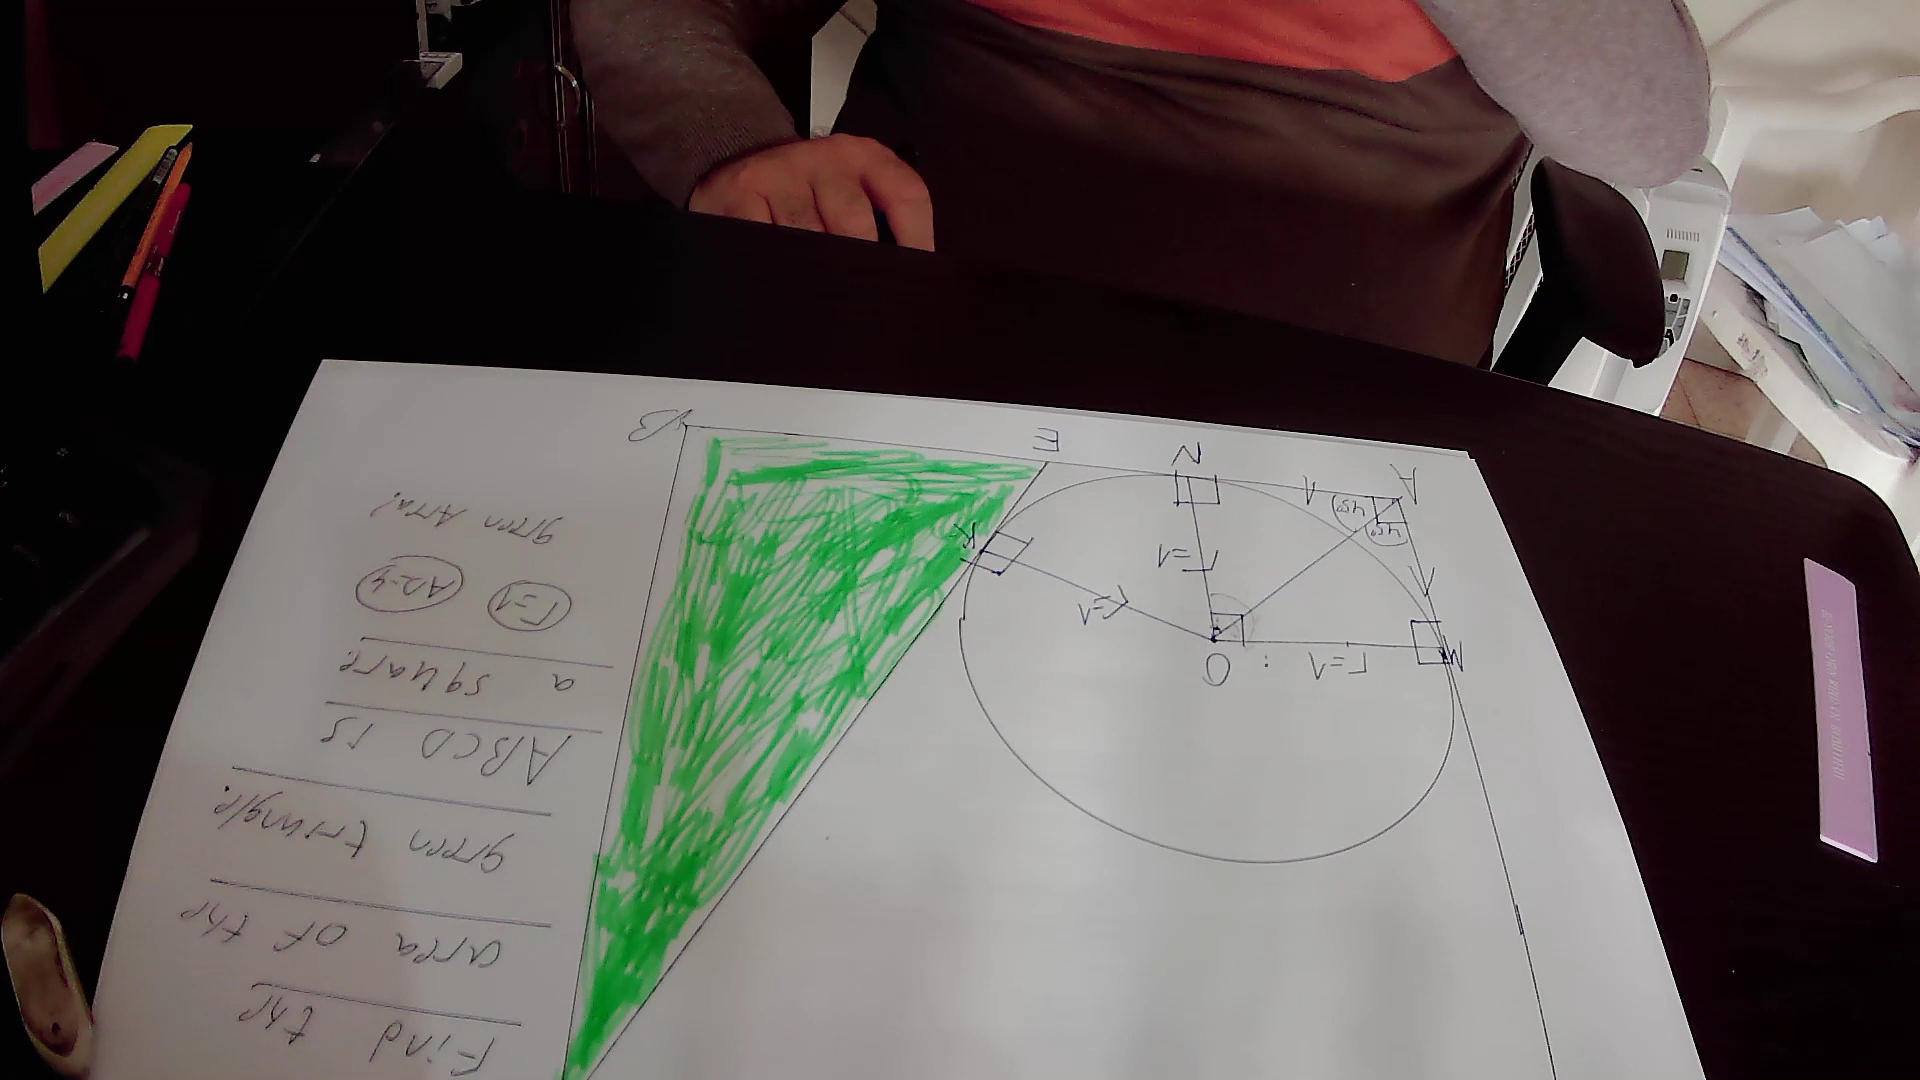 Find the
area of the
green triangle.
ABCD is
a square.
r=1
A2-4
green Area!
A
N
E
B
M
O
K
r=1
r=1
r=1
1
1
45°
45°